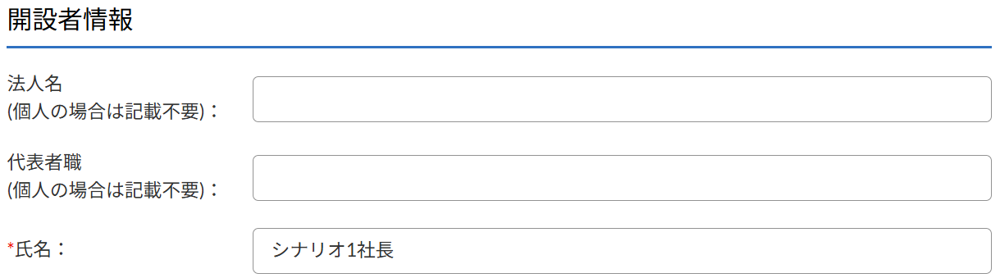 開設者情報
法人名
(個人の場合は記載不要)：
代表者職
(個人の場合は記載不要)：
*氏名：
シナリオ1社長